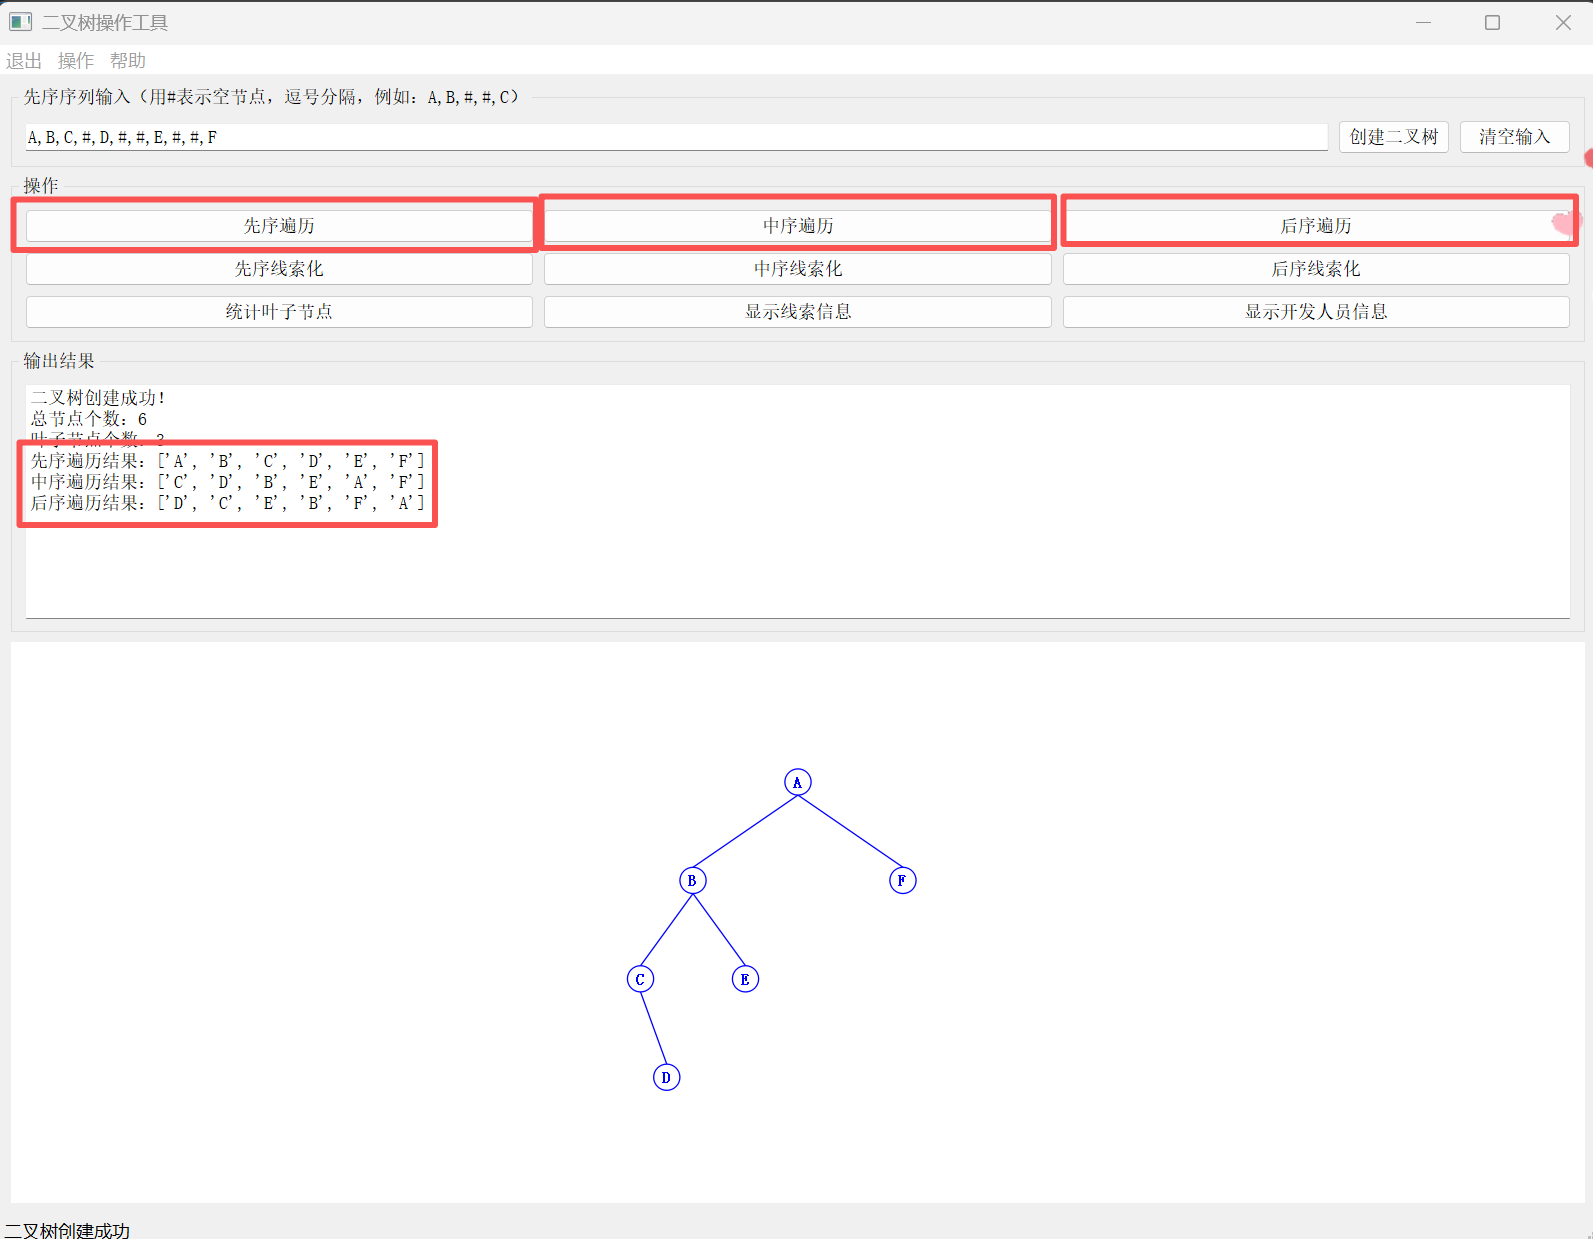 二叉树操作工具
退出 操作 帮助
先序序列输入（用#表示空节点，逗号分隔，例如：A,B,#,#,C）
A,B,C,#,D,#,#,E,#,#,F 创建二叉树 清空输入
操作
先序遍历 中序遍历 后序遍历
先序线索化 中序线索化 后序线索化
统计叶子节点 显示线索信息 显示开发人员信息
输出结果
二叉树创建成功！
总节点个数：6
叶子节点个数：3
先序遍历结果：['A', 'B', 'C', 'D', 'E', 'F']
中序遍历结果：['C', 'D', 'B', 'E', 'A', 'F']
后序遍历结果：['D', 'C', 'E', 'B', 'F', 'A']
A
B F
C E
D
二叉树创建成功